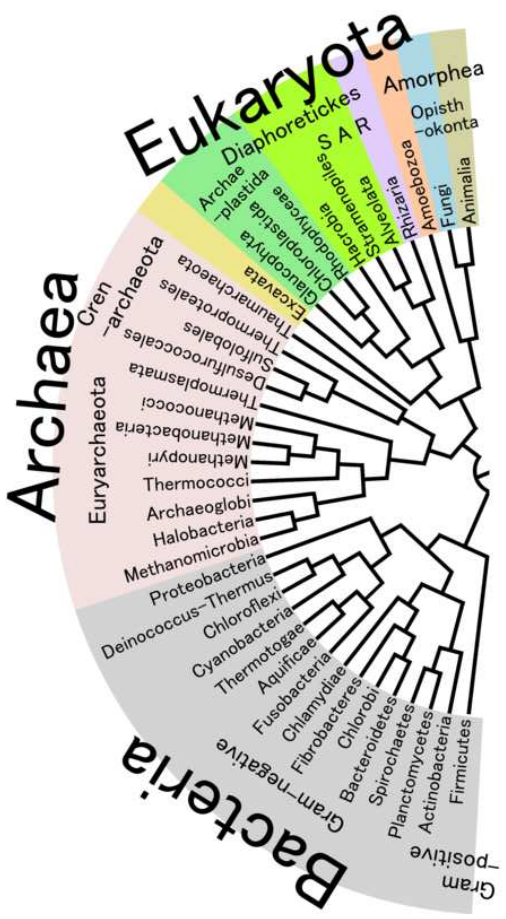 Eukaryota
Amorphea
Opisth
-okonta
Diaphoretickes
S A R
Archae
-plastida
Animalia
Fungi
Amoebozoa
Rhizaria
Alveolata
Stramenopiles
Hacrobia
Rhodophyceae
Chloroplastida
Glaucophyta
Excavata
Archaea
Cren
-archaeota
Euryarchaeota
Thaumarchaeota
Thermoproteales
Sulfolobales
Desulfurococcales
Thermoplasmata
Methanococci
Methanobacteria
Methanopyri
Thermococci
Archaeoglobi
Halobacteria
Methanomicrobia
Bacteria
Gram-negative
Proteobacteria
Deinococcus-Thermus
Chloroflexi
Cyanobacteria
Thermotogae
Aquificae
Fusobacteria
Chlamydiae
Fibrobacteres
Chlorobi
Bacteroidetes
Spirochaetes
Planctomycetes
Actinobacteria
Firmicutes
Gram
-positive